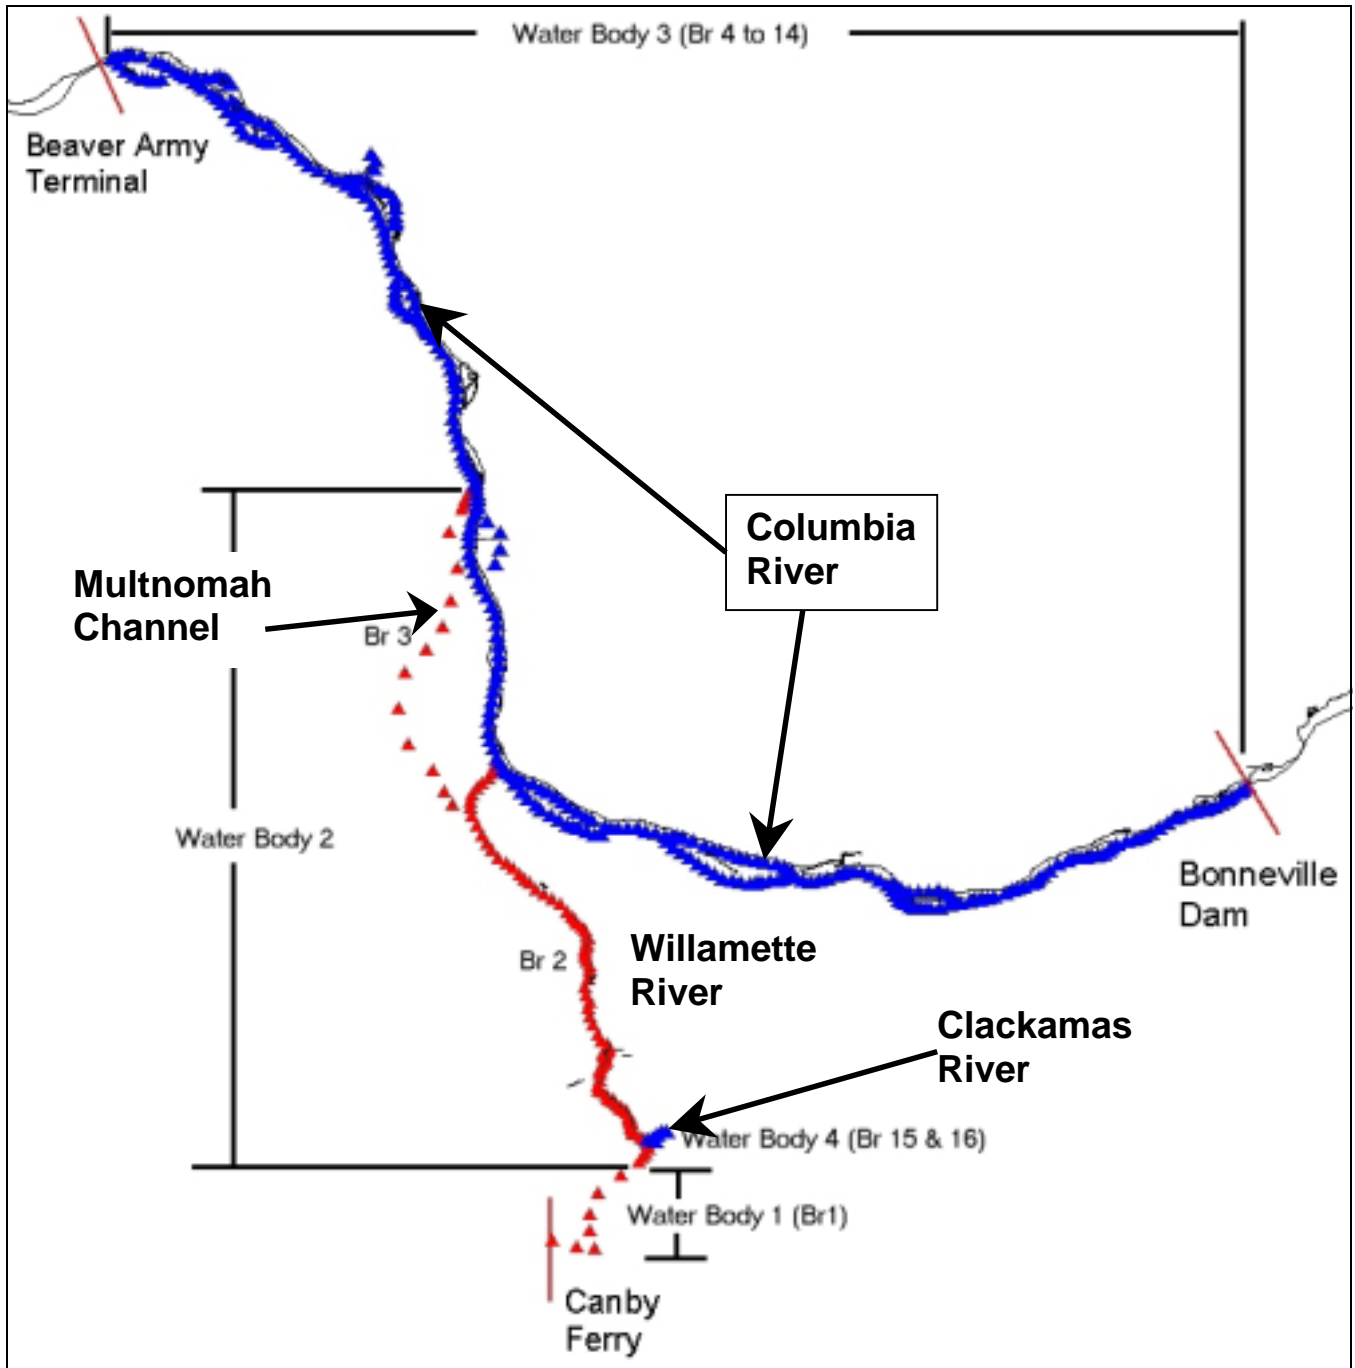 Water Body 3 (Br 4 to 14)
Beaver Army
Terminal
Columbia
River
Multnomah
Channel
Br 3
Water Body 2
Bonneville
Dam
Br 2
Willamette
River
Clackamas
River
Water Body 4 (Br 15 & 16)
Water Body 1 (Br1)
Canby
Ferry